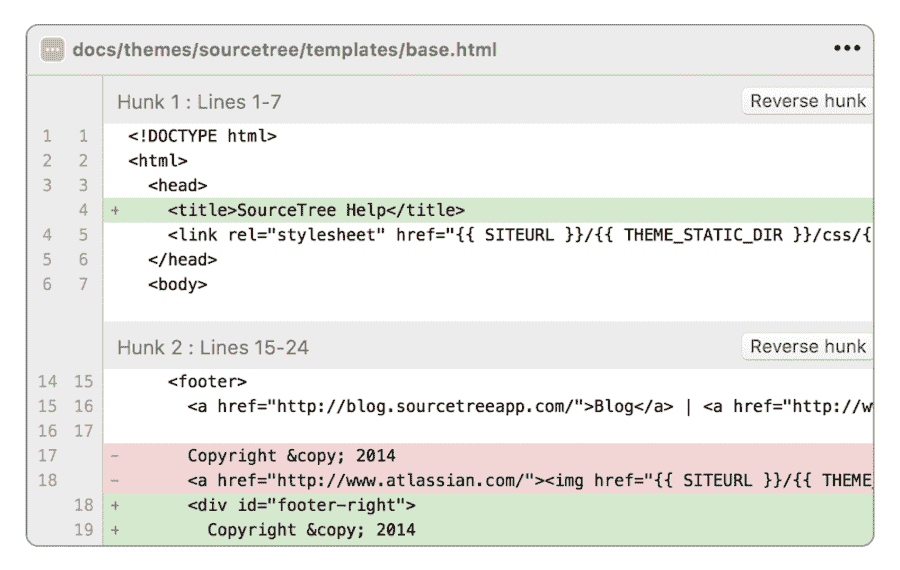 docs/themes/sourcetree/templates/base.html
Hunk 1 : Lines 1-7 Reverse hunk
1 1 <!DOCTYPE html>
2 2 <html>
3 3 <head>
4 + <title>SourceTree Help</title>
4 5 <link rel="stylesheet" href="{{ SITEURL }}/{{ THEME_STATIC_DIR }}/css/{
5 6 </head>
6 7 <body>
Hunk 2 : Lines 15-24 Reverse hunk
14 15 <footer>
15 16 <a href="http://blog.sourcetreeapp.com/">Blog</a> | <a href="http://w
16 17
17 - Copyright &copy; 2014
18 - <a href="http://www.atlassian.com/"><img href="{{ SITEURL }}/{{ THEME_
18 + <div id="footer-right">
19 + Copyright &copy; 2014